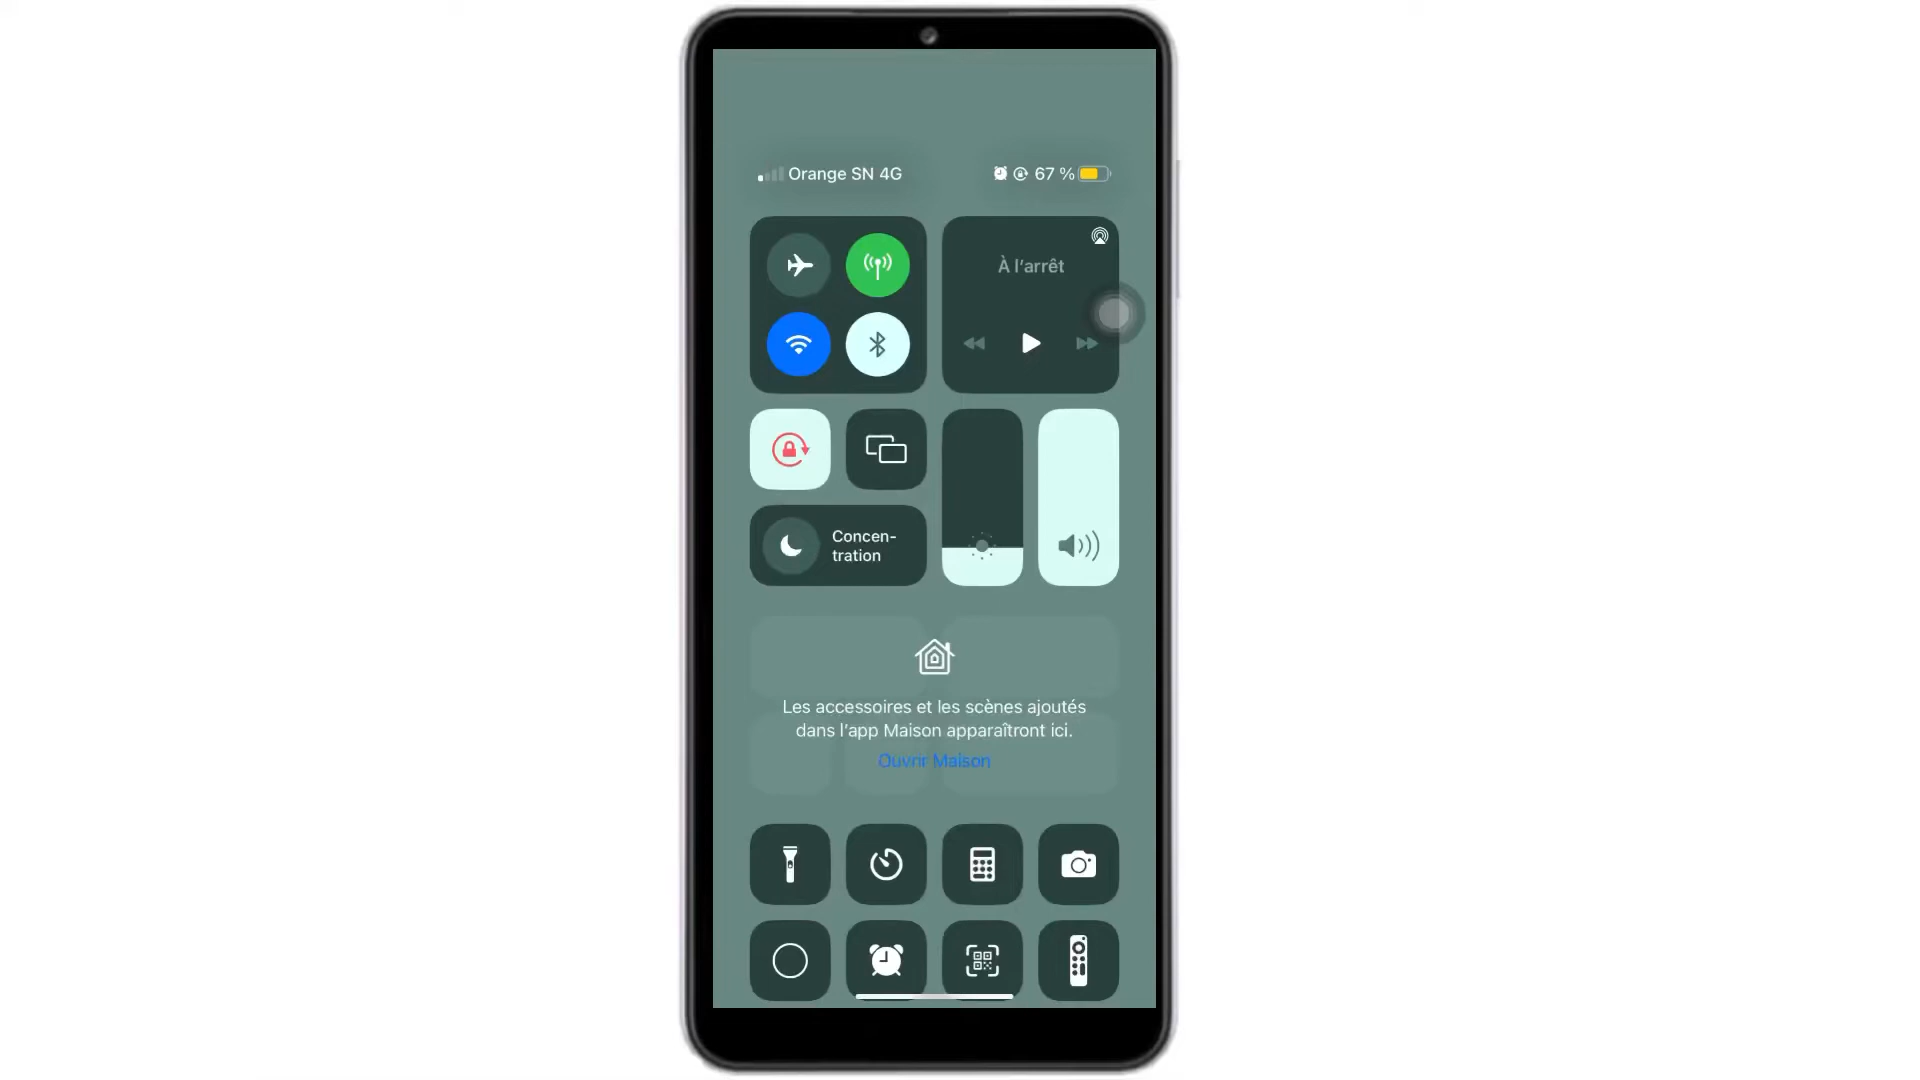 Orange SN 4G
67 %
À l’arrêt
Concen-
tration
Les accessoires et les scènes ajoutés
dans l’app Maison apparaîtront ici.
Ouvrir Maison